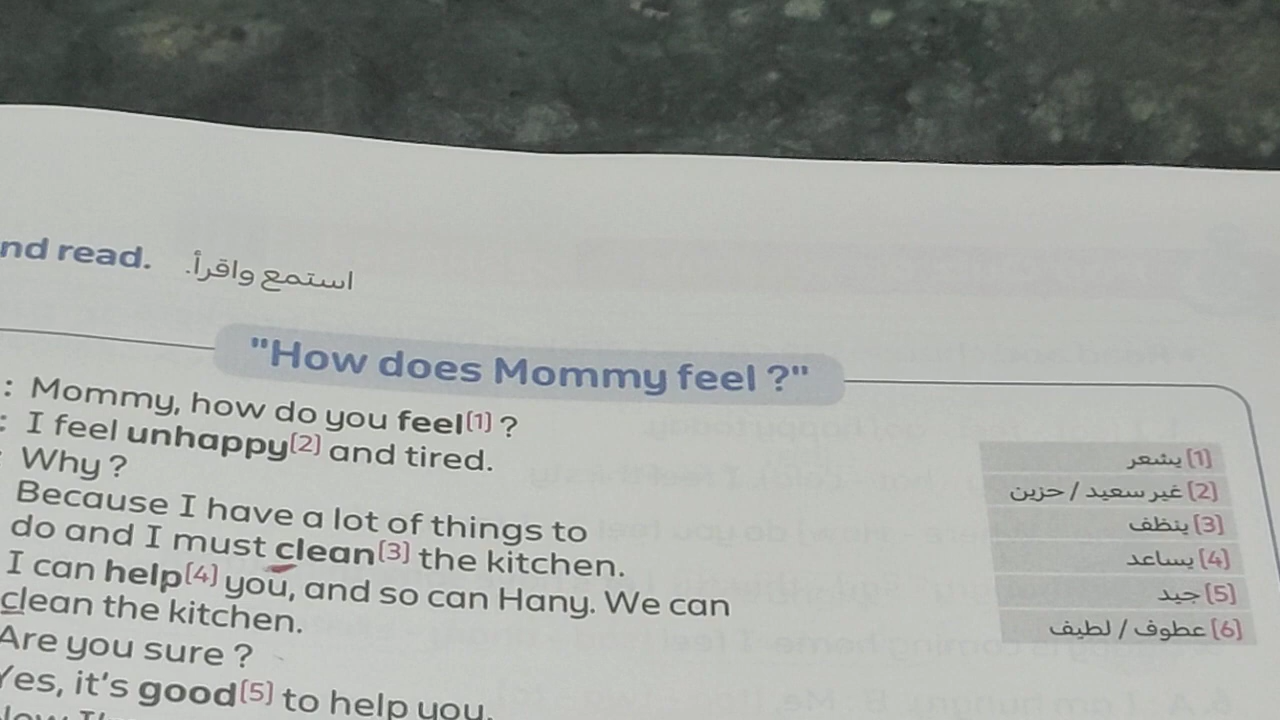 nd read. استمع واقرأ.
"How does Mommy feel ?"
: Mommy, how do you feel[1] ?
: I feel unhappy[2] and tired.
Why ?
Because I have a lot of things to
do and I must clean[3] the kitchen.
I can help[4] you, and so can Hany. We can
clean the kitchen.
Are you sure ?
Yes, it's good[5] to help you.
[1] يشعر
[2] غير سعيد / حزين
[3] ينظف
[4] يساعد
[5] جيد
[6] عطوف / لطيف